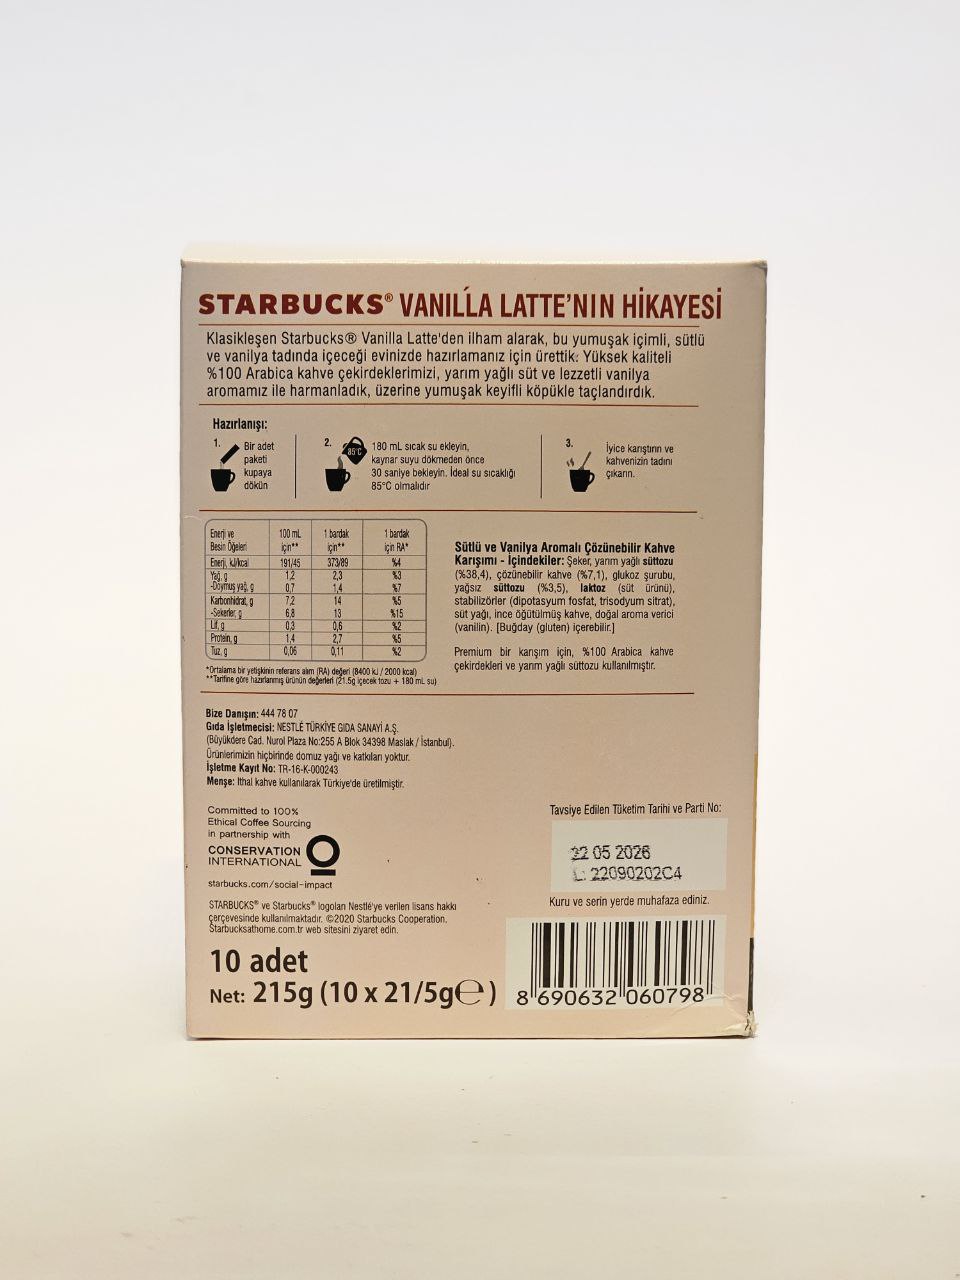 STARBUCKS® VANILLA LATTE'NIN HİKAYESİ
Klasikleşen Starbucks® Vanilla Latte'den ilham alarak, bu yumuşak içimli, sütlü
ve vanilya tadında içeceği evinizde hazırlamanız için ürettik. Yüksek kaliteli
%100 Arabica kahve çekirdeklerimizi, yarım yağlı süt ve lezzetli vanilya
aromamız ile harmanladık, üzerine yumuşak keyifli köpükle taçlandırdık.
Hazırlanışı:
1. Bir adet
paketi
kupaya
dökün
2. 85°C 180 mL sıcak su ekleyin,
kaynar suyu dökmeden önce
30 saniye bekleyin. İdeal su sıcaklığı
85°C olmalıdır
3. İyice karıştırın ve
kahvenizin tadını
çıkarın.
Enerji ve 100 mL 1 bardak 1 bardak
Besin Öğeleri için** için** için RA*
Enerji, kJ/kcal 191/45 373/89 %4
Yağ, g 1,2 2,3 %3
-Doymuş yağ, g 0,7 1,4 %7
Karbonhidrat, g 7,2 14 %5
-Şekerler, g 6,8 13 %15
Lif, g 0,3 0,6 %2
Protein, g 1,4 2,7 %5
Tuz, g 0,06 0,11 %2
*Ortalama bir yetişkinin referans alım (RA) değeri (8400 kJ / 2000 kcal)
**Tarifine göre hazırlanmış ürünün değerleri (21.5g içecek tozu + 180 mL su)
Sütlü ve Vanilya Aromalı Çözünebilir Kahve
Karışımı - İçindekiler: Şeker, yarım yağlı süttozu
(%38,4), çözünebilir kahve (%7,1), glukoz şurubu,
yağsız süttozu (%3,5), laktoz (süt ürünü),
stabilizörler (dipotasyum fosfat, trisodyum sitrat),
süt yağı, ince öğütülmüş kahve, doğal aroma verici
(vanilin). [Buğday (gluten) içerebilir.]
Premium bir karışım için, %100 Arabica kahve
çekirdekleri ve yarım yağlı süttozu kullanılmıştır.
Bize Danışın: 444 78 07
Gıda İşletmecisi: NESTLÉ TÜRKİYE GIDA SANAYİ A.Ş.
(Büyükdere Cad. Nurol Plaza No:255 A Blok 34398 Maslak / İstanbul).
Ürünlerimizin hiçbirinde domuz yağı ve katkıları yoktur.
İşletme Kayıt No: TR-16-K-000243
Menşe: İthal kahve kullanılarak Türkiye'de üretilmiştir.
Committed to 100%
Ethical Coffee Sourcing
in partnership with
CONSERVATION
INTERNATIONAL
starbucks.com/social-impact
Tavsiye Edilen Tüketim Tarihi ve Parti No:
22 05 2026
L: 22090202C4
Kuru ve serin yerde muhafaza ediniz.
STARBUCKS® ve Starbucks® logoları Nestlé'ye verilen lisans hakkı
çerçevesinde kullanılmaktadır. ©2020 Starbucks Cooperation.
Starbucksathome.com.tr web sitesini ziyaret edin.
10 adet
Net: 215g (10 x 21/5g℮)
8 690632 060798